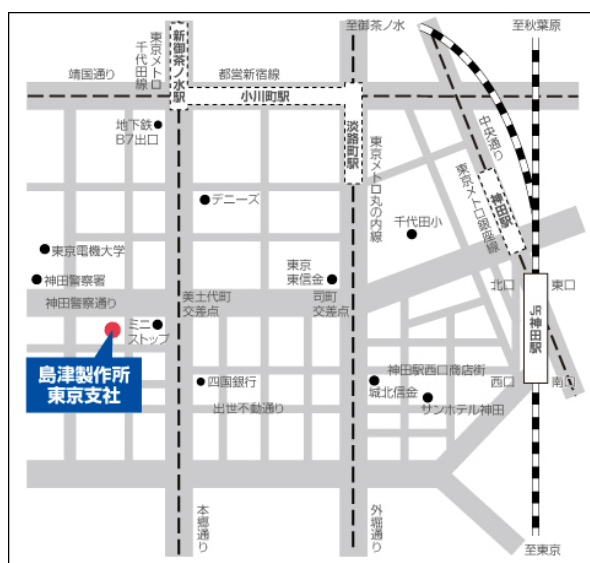 至御茶ノ水
至秋葉原
東京メトロ
千代田線
新御茶ノ水駅
靖国通り
都営新宿線
小川町駅
地下鉄
B7出口
淡路町駅
東京メトロ丸の内線
中央通り
東京メトロ銀座線
神田駅
デニーズ
千代田小
東京電機大学
神田警察署
東京
東信金
神田警察通り
美土代町
交差点
司町
交差点
北口
東口
JR神田駅
ミニ
ストップ
島津製作所
東京支社
四国銀行
出世不動通り
神田駅西口商店街
城北信金
サンホテル神田
西口
南口
本郷通り
外堀通り
至東京